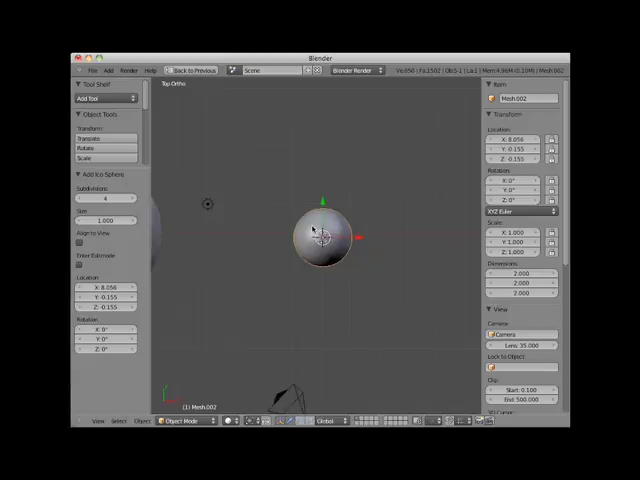 Blender
File Add Render Help Back to Previous Scene Blender Render Ve:850 | Fa:1502 | Ob:5-1 | La:1 | Mem:4.96M (0.10M) | Mesh.002
Tool Shelf
Add Tool
Object Tools
Transform:
Translate
Rotate
Scale
Add Ico Sphere
Subdivisions
4
Size
1.000
Align to View
Enter Editmode
Location
X: 8.056
Y: -0.155
Z: -0.155
Rotation
X: 0°
Y: 0°
Z: 0°
Top Ortho
(1) Mesh.002
Item
Mesh.002
Transform
Location:
X: 8.056
Y: -0.155
Z: -0.155
Rotation:
X: 0°
Y: 0°
Z: 0°
XYZ Euler
Scale:
X: 1.000
Y: 1.000
Z: 1.000
Dimensions:
2.000
2.000
2.000
View
Camera:
Camera
Lens: 35.000
Lock to Object:
Clip:
Start: 0.100
End: 500.000
3D Cursor:
View Select Object Object Mode Global